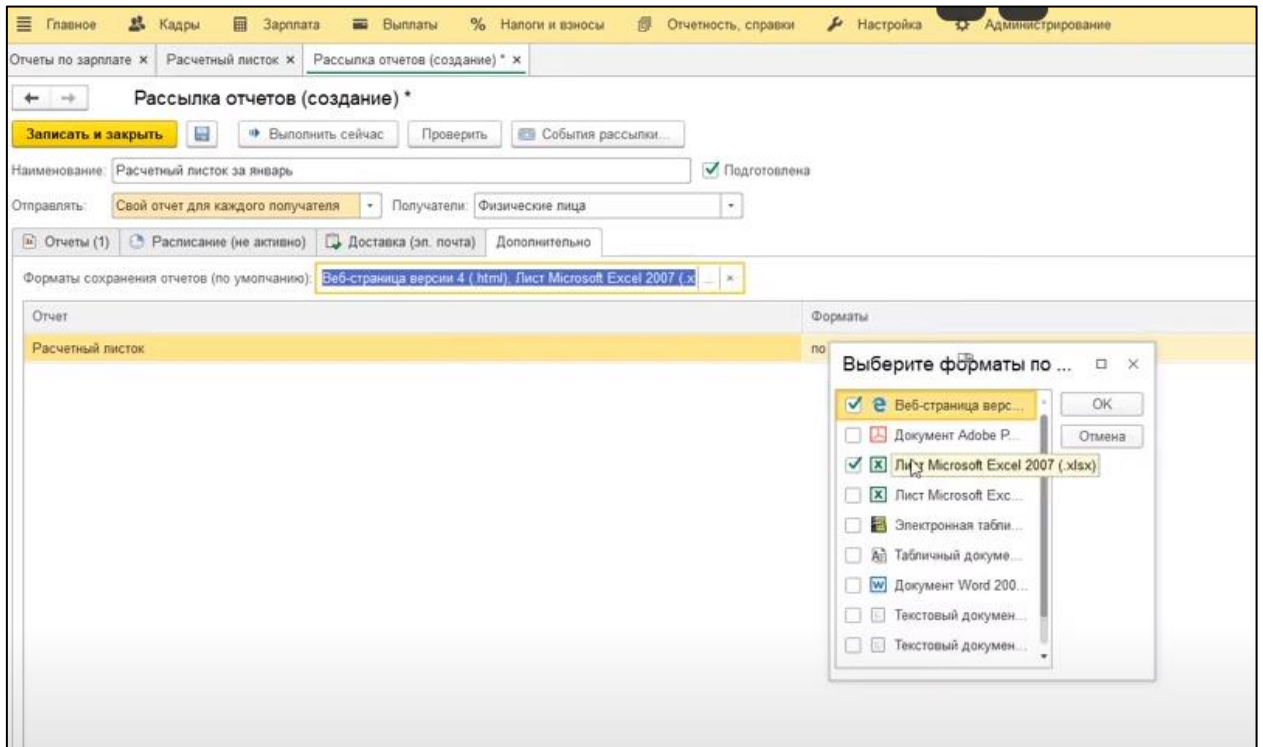 Главное Кадры Зарплата Выплаты % Налоги и взносы Отчетность, справки Настройка Администрирование
Отчеты по зарплате × Расчетный листок × Рассылка отчетов (создание) * ×
Рассылка отчетов (создание) *
Записать и закрыть Выполнить сейчас Проверить События рассылки...
Наименование: Расчетный листок за январь Подготовлена
Отправлять: Свой отчет для каждого получателя Получатели: Физические лица
Отчеты (1) Расписание (не активно) Доставка (эл. почта) Дополнительно
Форматы сохранения отчетов (по умолчанию): Веб-страница версии 4 (.html), Лист Microsoft Excel 2007 (.x ... ×
Отчет Форматы
Расчетный листок по
Выберите форматы по ...
Веб-страница верс... OK
Документ Adobe P... Отмена
Лист Microsoft Excel 2007 (.xlsx)
Лист Microsoft Exc...
Электронная табли...
Табличный докуме...
Документ Word 200...
Текстовый докумен...
Текстовый докумен...